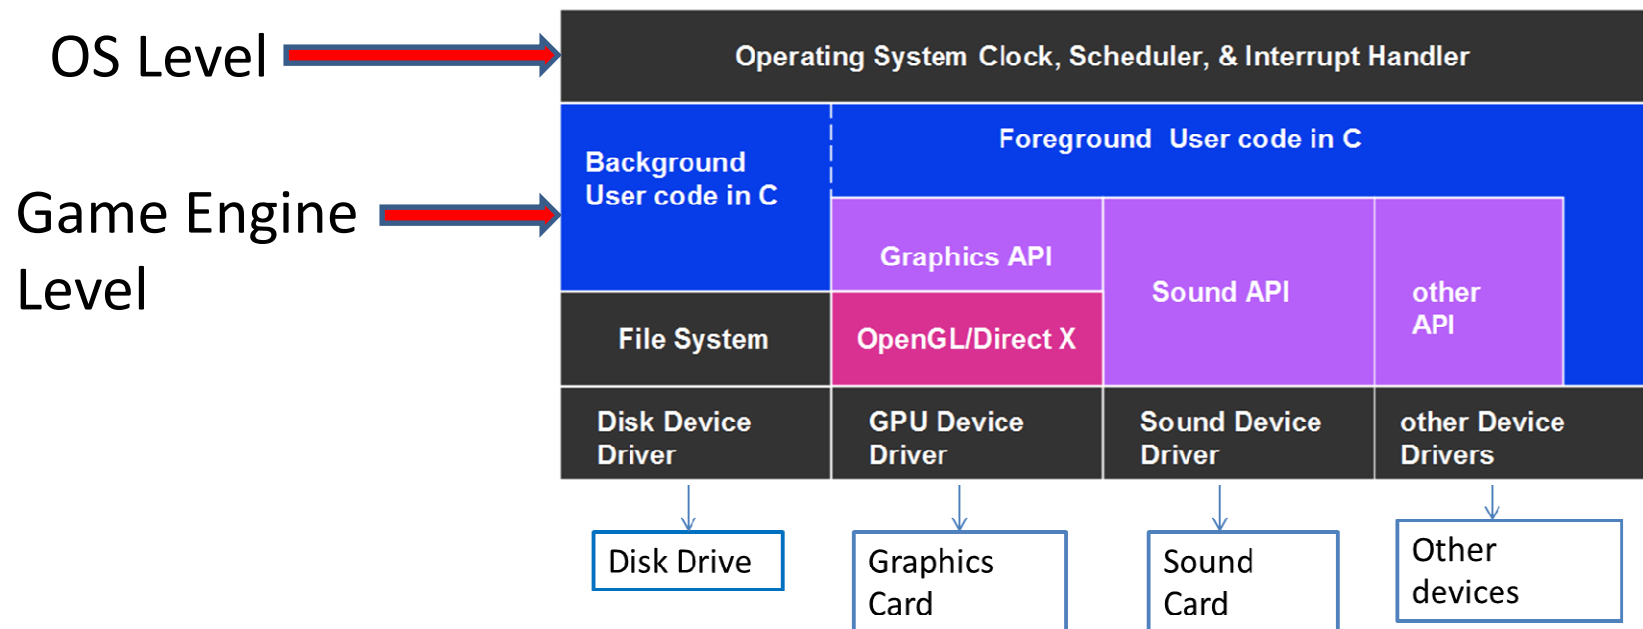 OS Level
Operating System Clock, Scheduler, & Interrupt Handler
Game Engine
Level
Background
User code in C
Foreground User code in C
Graphics API
Sound API
other
API
File System
OpenGL/Direct X
Disk Device
Driver
GPU Device
Driver
Sound Device
Driver
other Device
Drivers
Disk Drive
Graphics
Card
Sound
Card
Other
devices